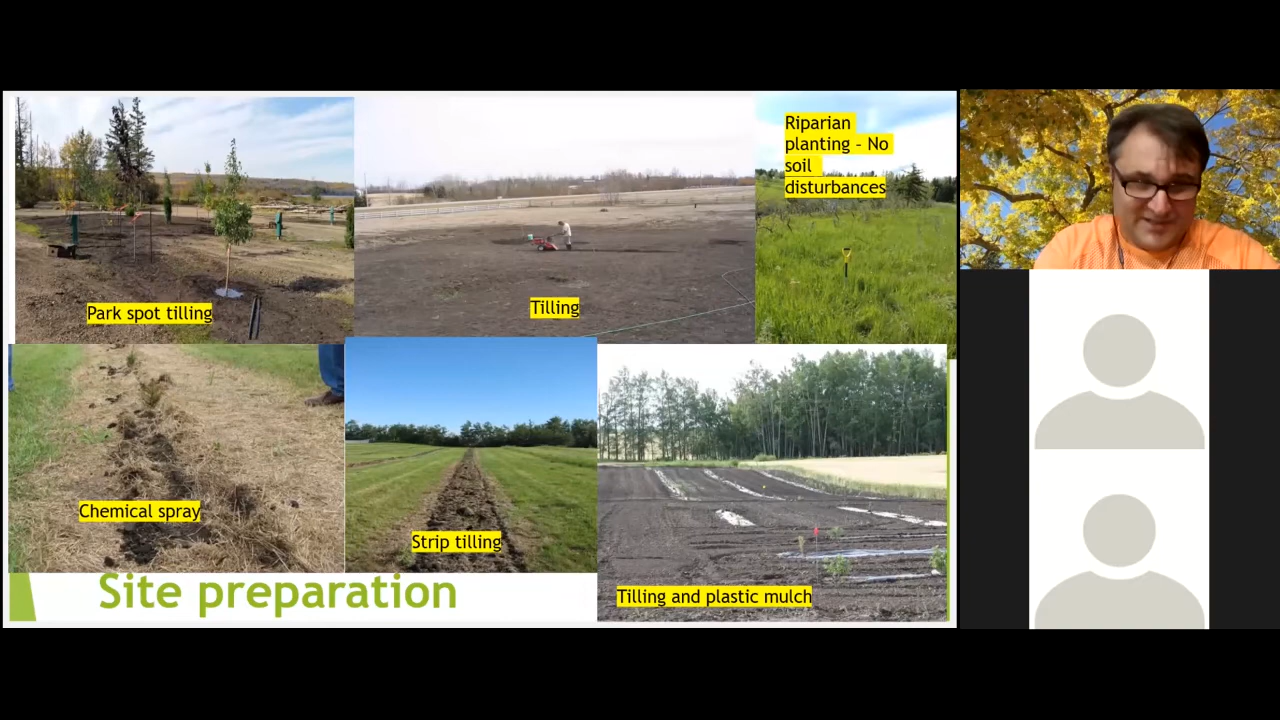 Park spot tilling
Tilling
Riparian
planting - No
soil
disturbances
Chemical spray
Strip tilling
Tilling and plastic mulch
Site preparation